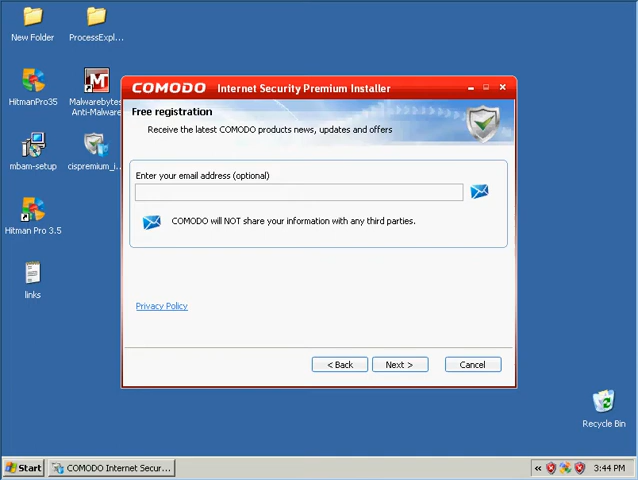 New Folder
ProcessExpl...
HitmanPro35
Malwarebytes
Anti-Malware
mbam-setup
cispremium_i...
Hitman Pro 3.5
links
COMODO Internet Security Premium Installer
Free registration
Receive the latest COMODO products news, updates and offers
Enter your email address (optional)
COMODO will NOT share your information with any third parties.
Privacy Policy
< Back
Next >
Cancel
Recycle Bin
Start
COMODO Internet Secur...
«
3:44 PM